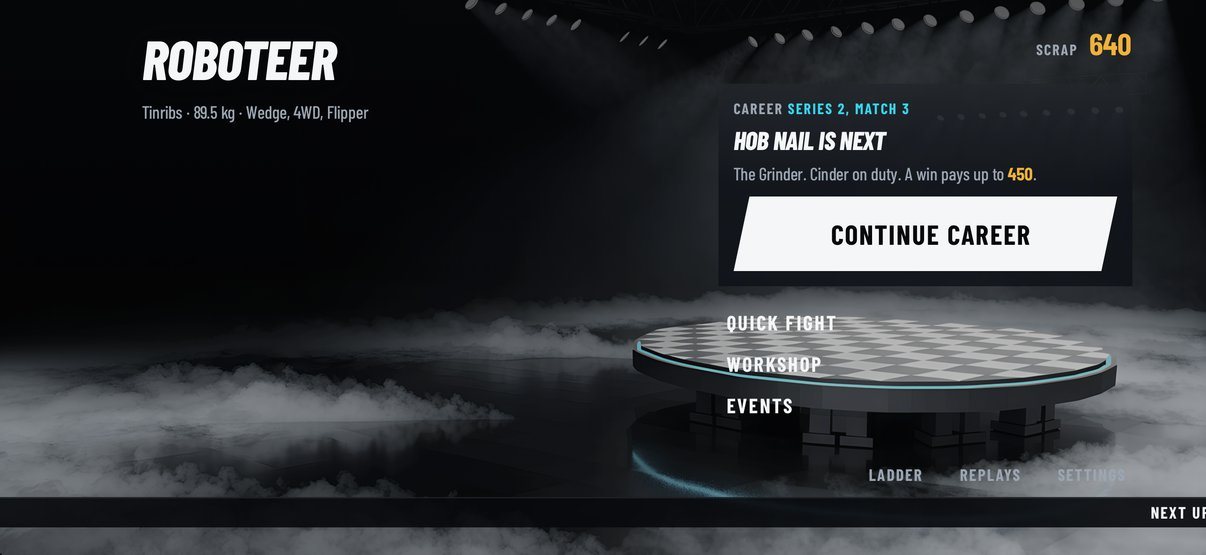 ROBOTEER
Tinribs · 89.5 kg · Wedge, 4WD, Flipper
SCRAP 640
CAREER SERIES 2, MATCH 3
HOB NAIL IS NEXT
The Grinder. Cinder on duty. A win pays up to 450.
CONTINUE CAREER
QUICK FIGHT
WORKSHOP
EVENTS
LADDER REPLAYS SETTINGS
NEXT